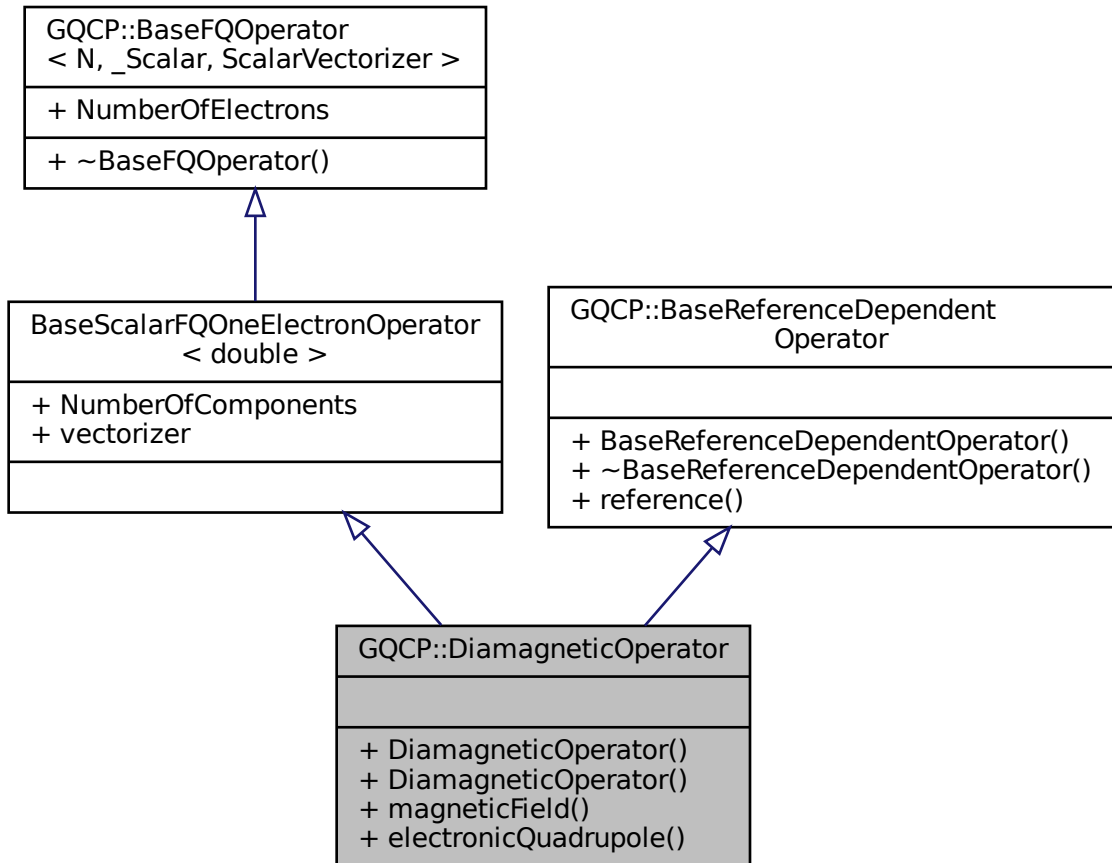 GQCP::BaseFQOperator
< N, _Scalar, ScalarVectorizer >
+ NumberOfElectrons
+ ~BaseFQOperator()
BaseScalarFQOneElectronOperator
< double >
+ NumberOfComponents
+ vectorizer
GQCP::BaseReferenceDependent
Operator
+ BaseReferenceDependentOperator()
+ ~BaseReferenceDependentOperator()
+ reference()
GQCP::DiamagneticOperator
+ DiamagneticOperator()
+ DiamagneticOperator()
+ magneticField()
+ electronicQuadrupole()